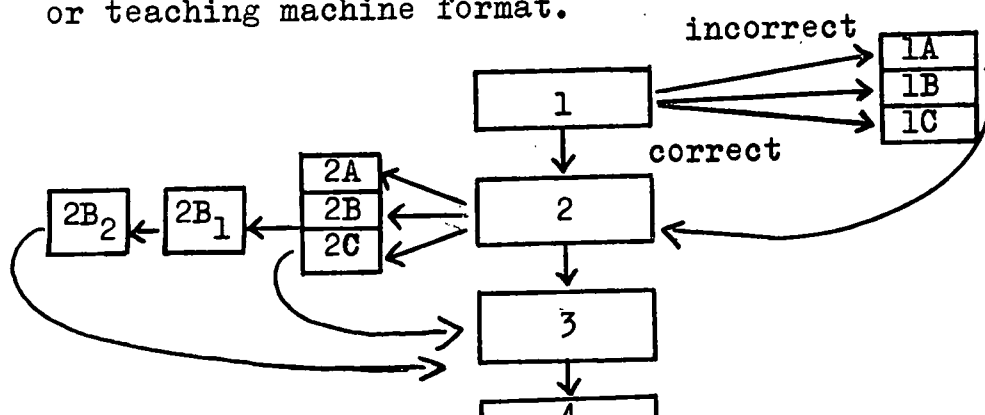 or teaching machine format.
incorrect
1A
1
1B
1C
correct
2A
2
2B₂
2B₁
2B
2C
3
4